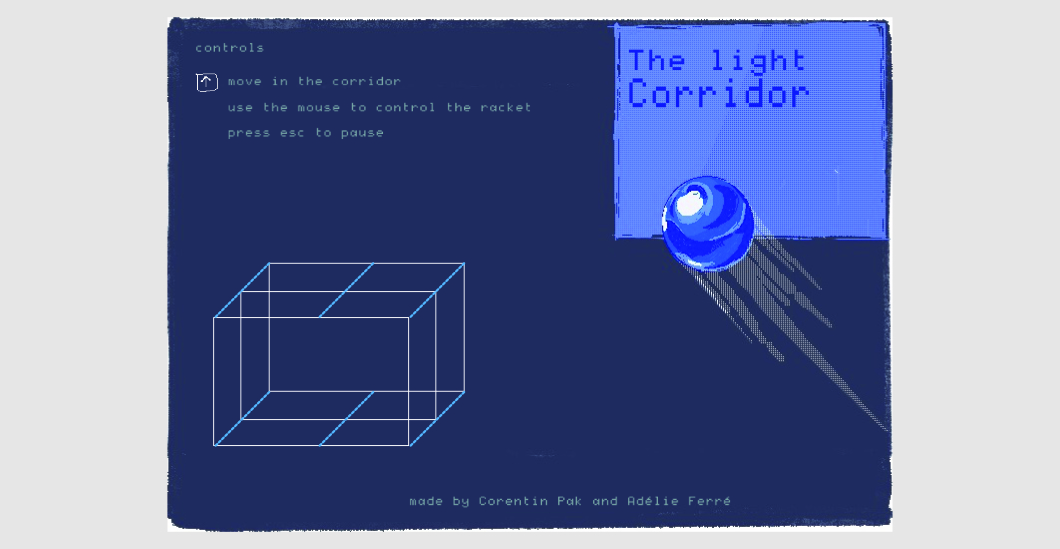 controls
↑ move in the corridor
use the mouse to control the racket
press esc to pause
The light
Corridor
made by Corentin Pak and Adélie Ferré